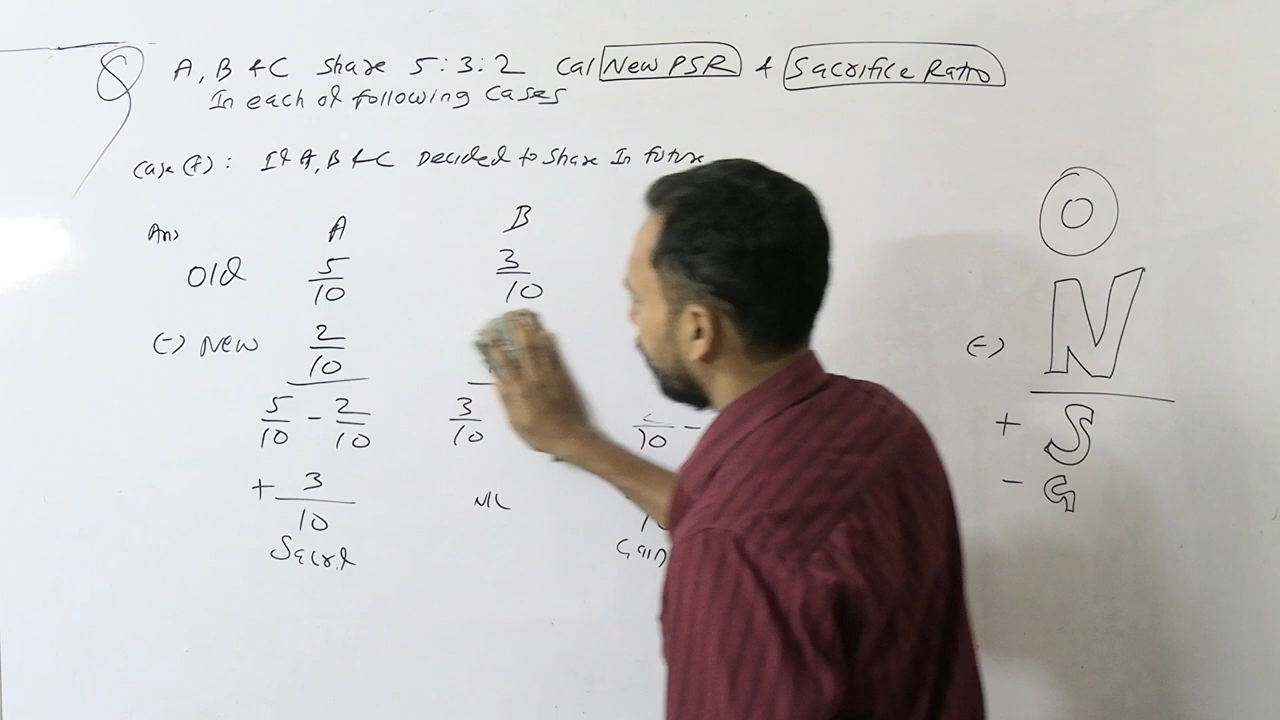 Q A, B & C Share 5:3:2 Cal New PSR & Sacrifice Ratio
In each of following Cases
Case (1): If A, B & C Decided to Share In future
Ans A B
Old 5/10 3/10
(-) New 2/10
5/10 - 2/10 3/10 /10 -
+ 3/10 NIL
Sacrif Gain
O
(-) N
+ S
- G